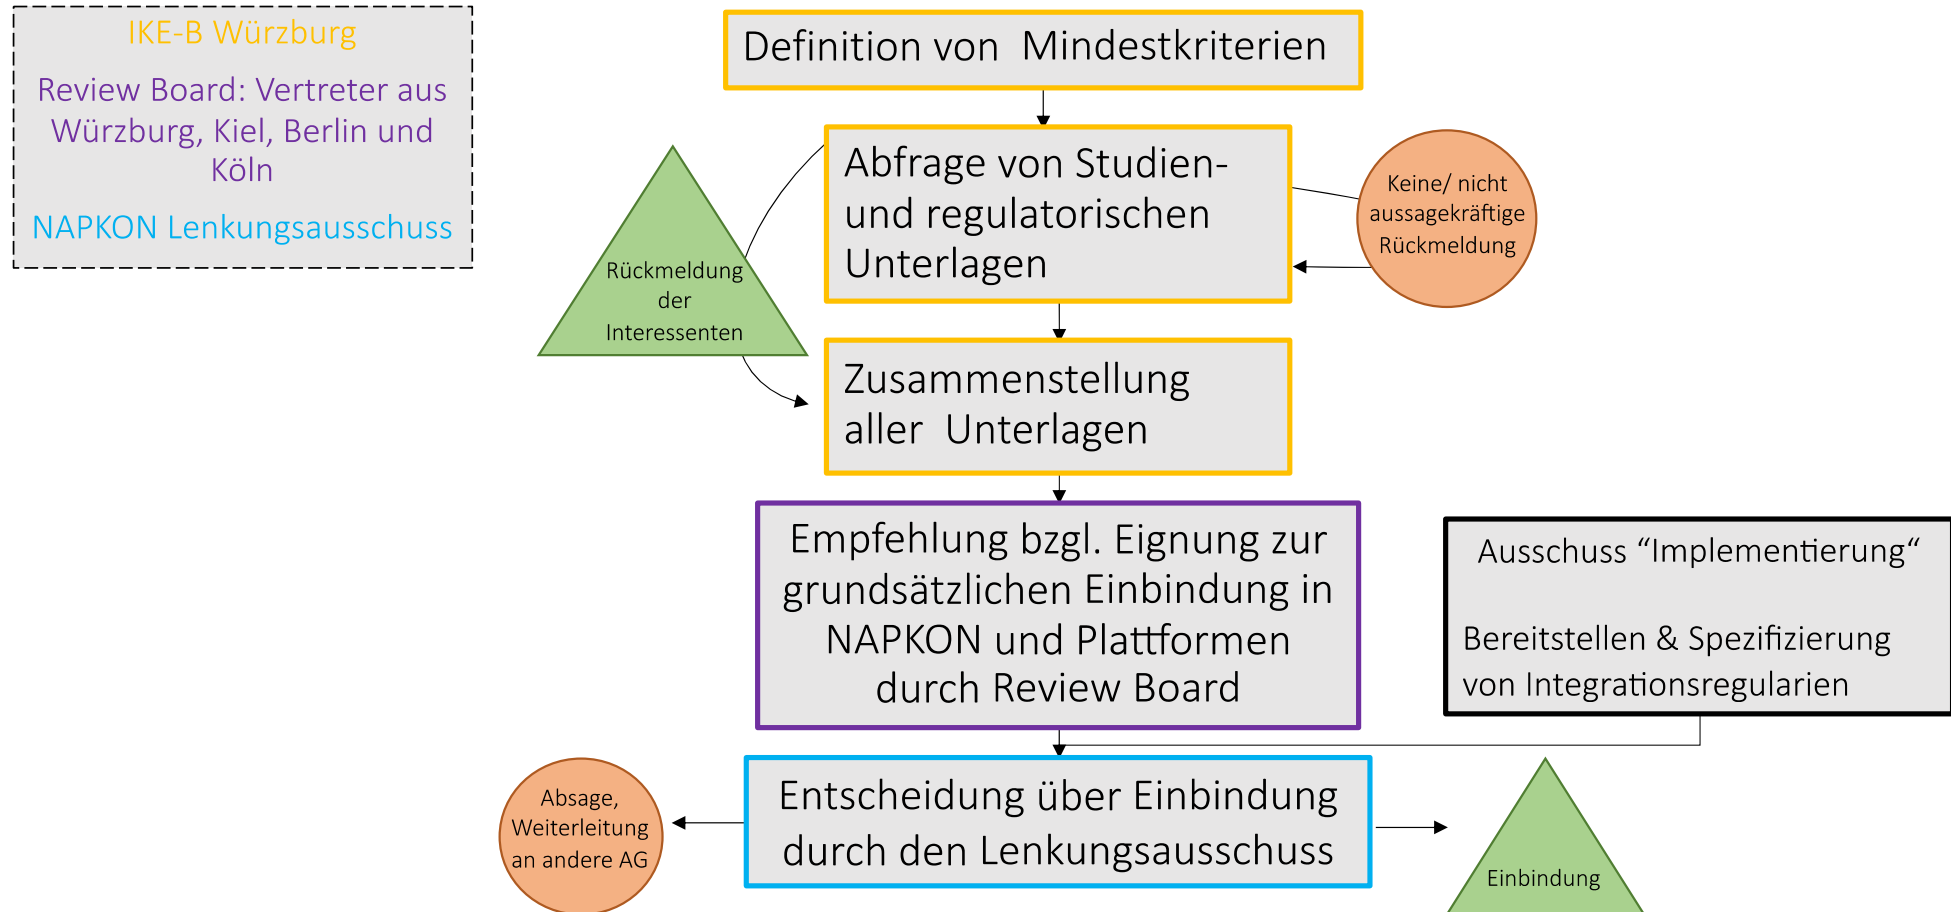 IKE-B Würzburg
Review Board: Vertreter aus
Würzburg, Kiel, Berlin und
Köln
NAPKON Lenkungsausschuss
Definition von Mindestkriterien
Abfrage von Studien-
und regulatorischen
Unterlagen
Keine/ nicht
aussagekräftige
Rückmeldung
Rückmeldung
der
Interessenten
Zusammenstellung
aller Unterlagen
Empfehlung bzgl. Eignung zur
grundsätzlichen Einbindung in
NAPKON und Plattformen
durch Review Board
Ausschuss “Implementierung“
Bereitstellen & Spezifizierung
von Integrationsregularien
Entscheidung über Einbindung
durch den Lenkungsausschuss
Absage,
Weiterleitung
an andere AG
Einbindung